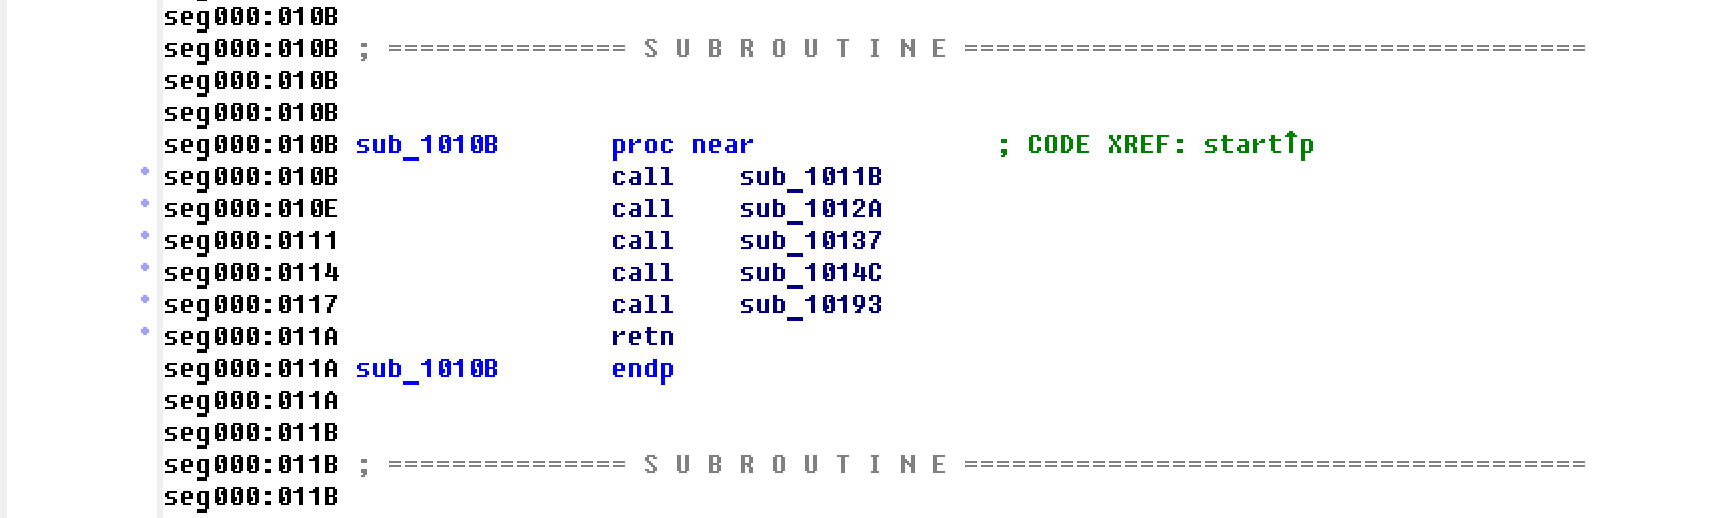 seg000:010B
seg000:010B ; =============== S U B R O U T I N E =======================================
seg000:010B
seg000:010B
seg000:010B sub_1010B       proc near               ; CODE XREF: start↑p
seg000:010B                 call    sub_1011B
seg000:010E                 call    sub_1012A
seg000:0111                 call    sub_10137
seg000:0114                 call    sub_1014C
seg000:0117                 call    sub_10193
seg000:011A                 retn
seg000:011A sub_1010B       endp
seg000:011A
seg000:011B
seg000:011B ; =============== S U B R O U T I N E =======================================
seg000:011B